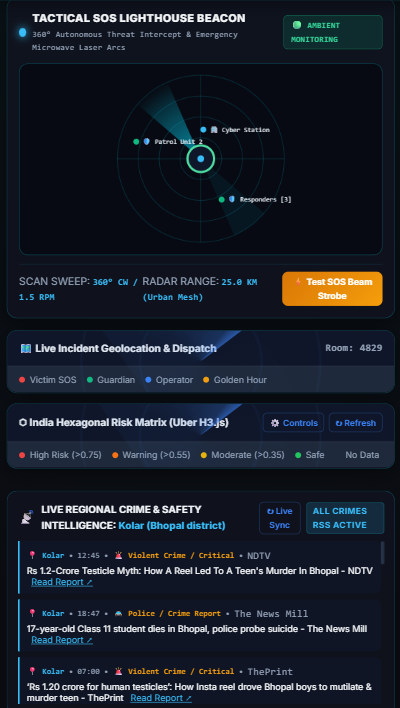 TACTICAL SOS LIGHTHOUSE BEACON
360° Autonomous Threat Intercept & Emergency
Microwave Laser Arcs
AMBIENT
MONITORING
Cyber Station
Patrol Unit 2
Responders [3]
SCAN SWEEP: 360° CW /
1.5 RPM
RADAR RANGE: 25.0 KM
(Urban Mesh)
Test SOS Beam
Strobe
Live Incident Geolocation & Dispatch
Room: 4829
Victim SOS
Guardian
Operator
Golden Hour
India Hexagonal Risk Matrix (Uber H3.js)
Controls
↻ Refresh
High Risk (>0.75)
Warning (>0.55)
Moderate (>0.35)
Safe
No Data
LIVE REGIONAL CRIME & SAFETY
INTELLIGENCE: Kolar (Bhopal district)
↻ Live
Sync
ALL CRIMES
RSS ACTIVE
Kolar • 12:45 • Violent Crime / Critical • NDTV
Rs 1.2-Crore Testicle Myth: How A Reel Led To A Teen's Murder In Bhopal - NDTV
Read Report ↗
Kolar • 18:47 • Police / Crime Report • The News Mill
17-year-old Class 11 student dies in Bhopal, police probe suicide - The News Mill
Read Report ↗
Kolar • 07:00 • Violent Crime / Critical • ThePrint
'Rs 1.20 crore for human testicles': How Insta reel drove Bhopal boys to mutilate &
murder teen - ThePrint Read Report ↗